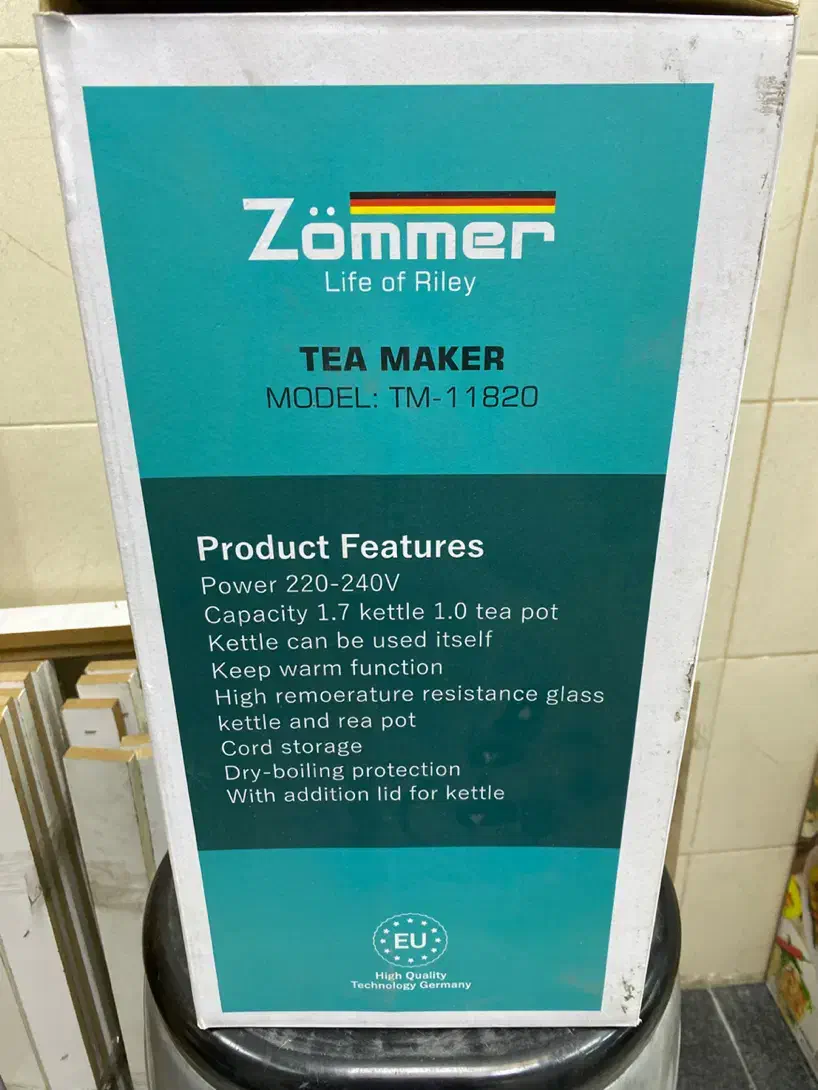 Zömmer
Life of Riley
TEA MAKER
MODEL: TM-11820
Product Features
Power 220-240V
Capacity 1.7 kettle 1.0 tea pot
Kettle can be used itself
Keep warm function
High remoerature resistance glass
kettle and rea pot
Cord storage
Dry-boiling protection
With addition lid for kettle
EU
High Quality
Technology Germany